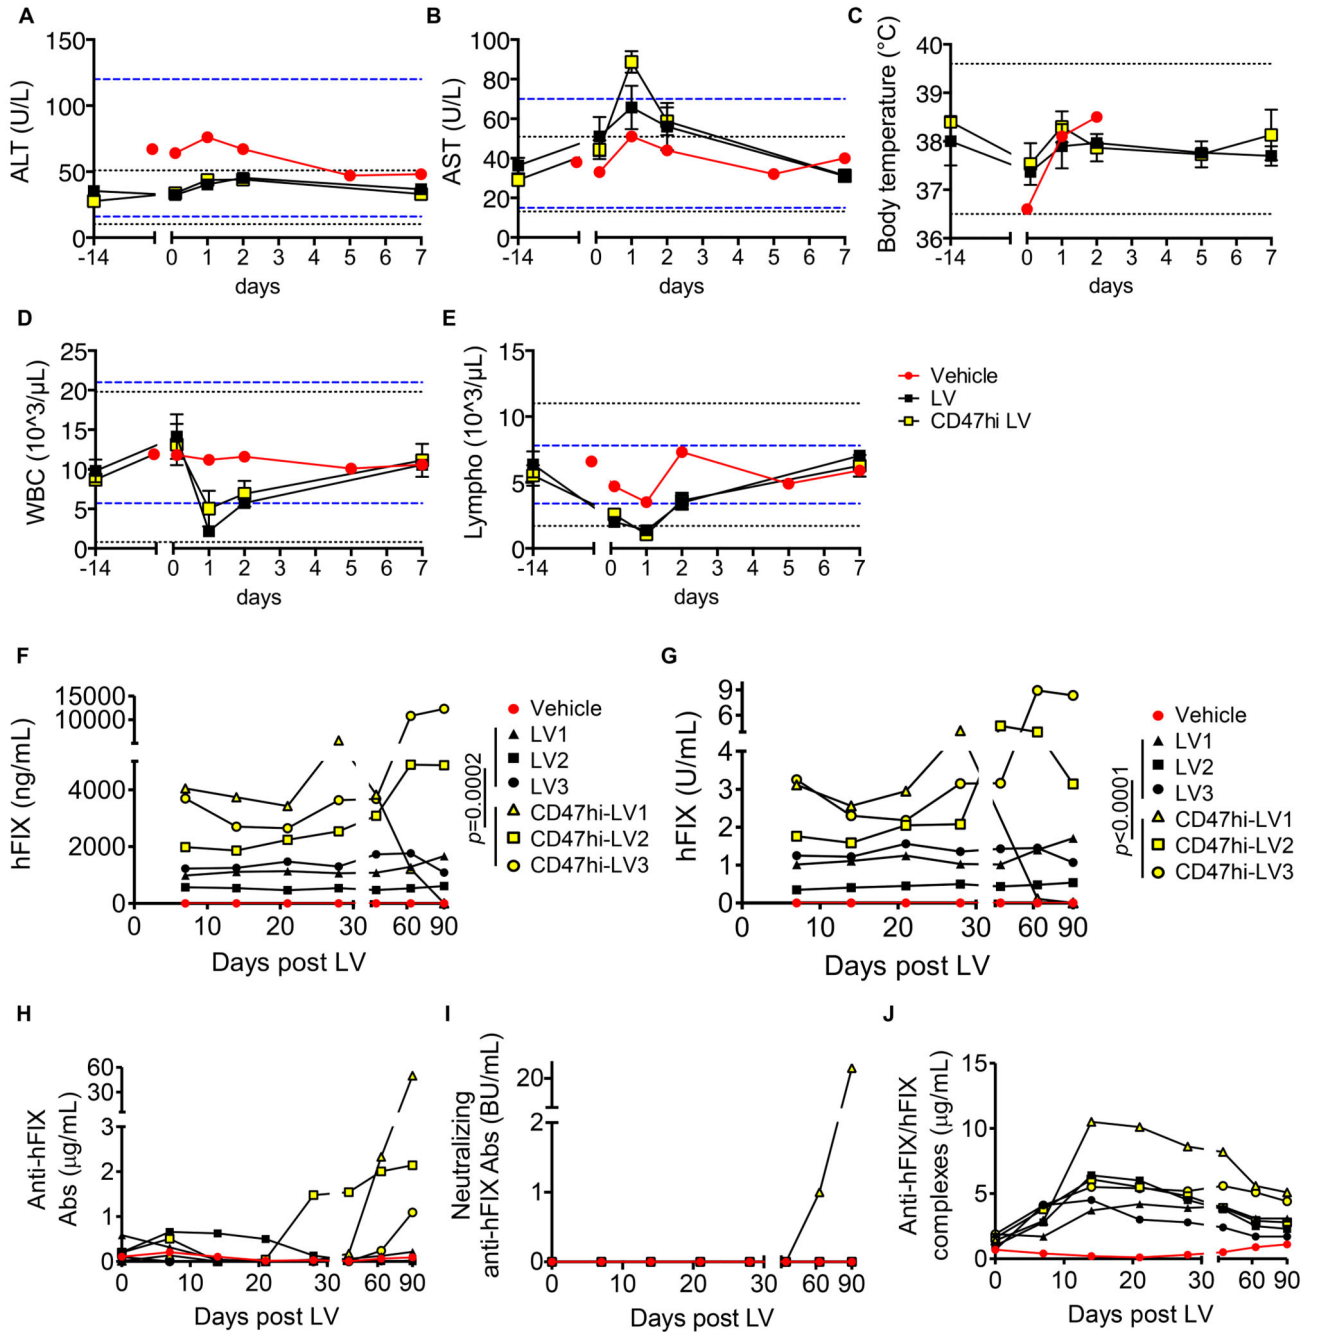 A
ALT (U/L)
150
100
50
0
-14 0 1 2 3 4 5 6 7
days
B
AST (U/L)
100
80
60
40
20
0
-14 0 1 2 3 4 5 6 7
days
C
Body temperature (°C)
40
39
38
37
36
-14 0 1 2 3 4 5 6 7
days
D
WBC (10^3/µL)
25
20
15
10
5
0
-14 0 1 2 3 4 5 6 7
days
E
Lympho (10^3/µL)
15
10
5
0
-14 0 1 2 3 4 5 6 7
days
Vehicle
LV
CD47hi LV
F
hFIX (ng/mL)
15000
10000
4000
2000
0
0 10 20 30 60 90
Days post LV
Vehicle
LV1
LV2
LV3
CD47hi-LV1
CD47hi-LV2
CD47hi-LV3
p=0.0002
G
hFIX (U/mL)
9
6
4
3
2
1
0
0 10 20 30 60 90
Days post LV
Vehicle
LV1
LV2
LV3
CD47hi-LV1
CD47hi-LV2
CD47hi-LV3
p<0.0001
H
Anti-hFIX
Abs (µg/mL)
60
30
3
2
1
0
0 10 20 30 60 90
Days post LV
I
Neutralizing
anti-hFIX Abs (BU/mL)
20
2
1
0
0 10 20 30 60 90
Days post LV
J
Anti-hFIX/hFIX
complexes (µg/mL)
15
10
5
0
0 10 20 30 60 90
Days post LV